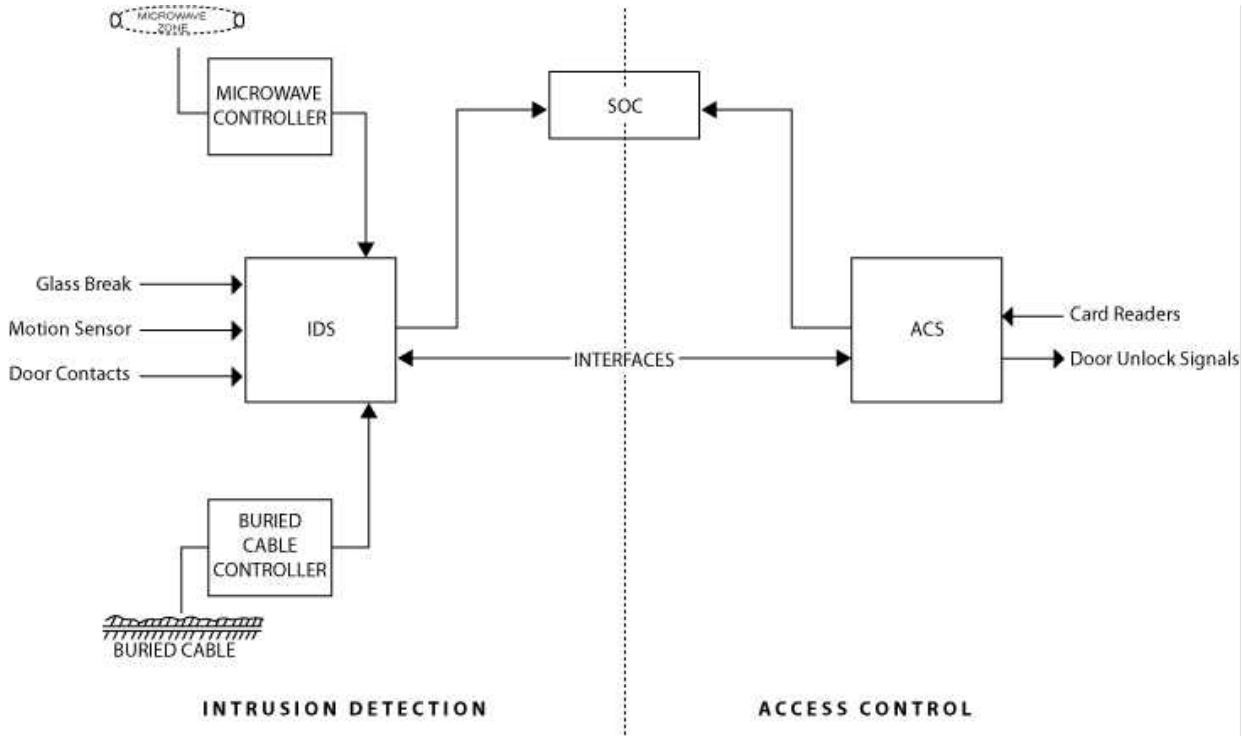 MICROWAVE
ZONE
MICROWAVE
CONTROLLER
SOC
Glass Break
Motion Sensor
Door Contacts
IDS
INTERFACES
ACS
Card Readers
Door Unlock Signals
BURIED
CABLE
CONTROLLER
BURIED CABLE
INTRUSION DETECTION
ACCESS CONTROL